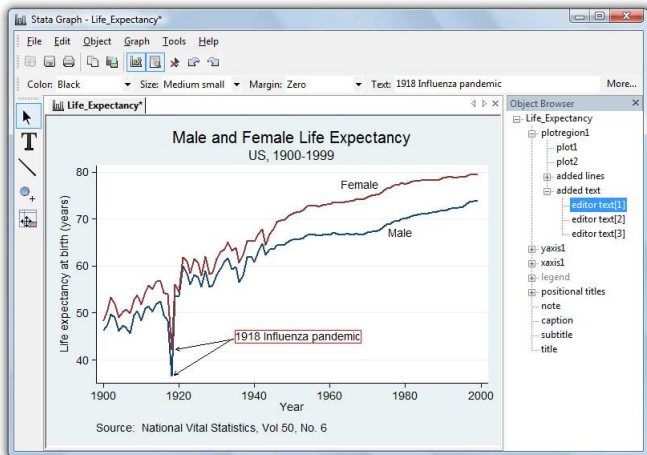 Stata Graph - Life_Expectancy*
File Edit Object Graph Tools Help
Color: Black Size: Medium small Margin: Zero Text: 1918 Influenza pandemic More...
Life_Expectancy*
Object Browser
Male and Female Life Expectancy
US, 1900-1999
Life expectancy at birth (years)
80
70
60
50
40
Female
Male
1918 Influenza pandemic
1900 1920 1940 1960 1980 2000
Year
Source: National Vital Statistics, Vol 50, No. 6
Life_Expectancy
plotregion1
plot1
plot2
added lines
added text
editor text[1]
editor text[2]
editor text[3]
yaxis1
xaxis1
legend
positional titles
note
caption
subtitle
title